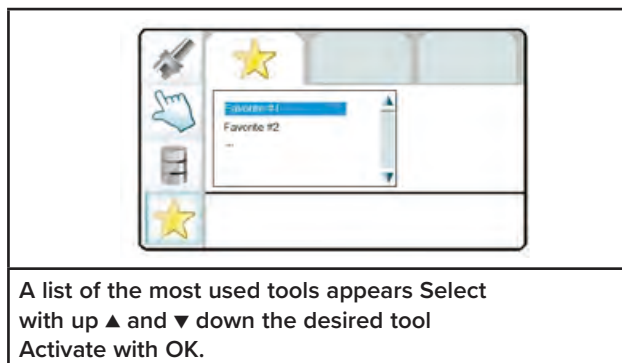 Favorite #1
Favorite #2
...
A list of the most used tools appears Select
with up ▲ and ▼ down the desired tool
Activate with OK.